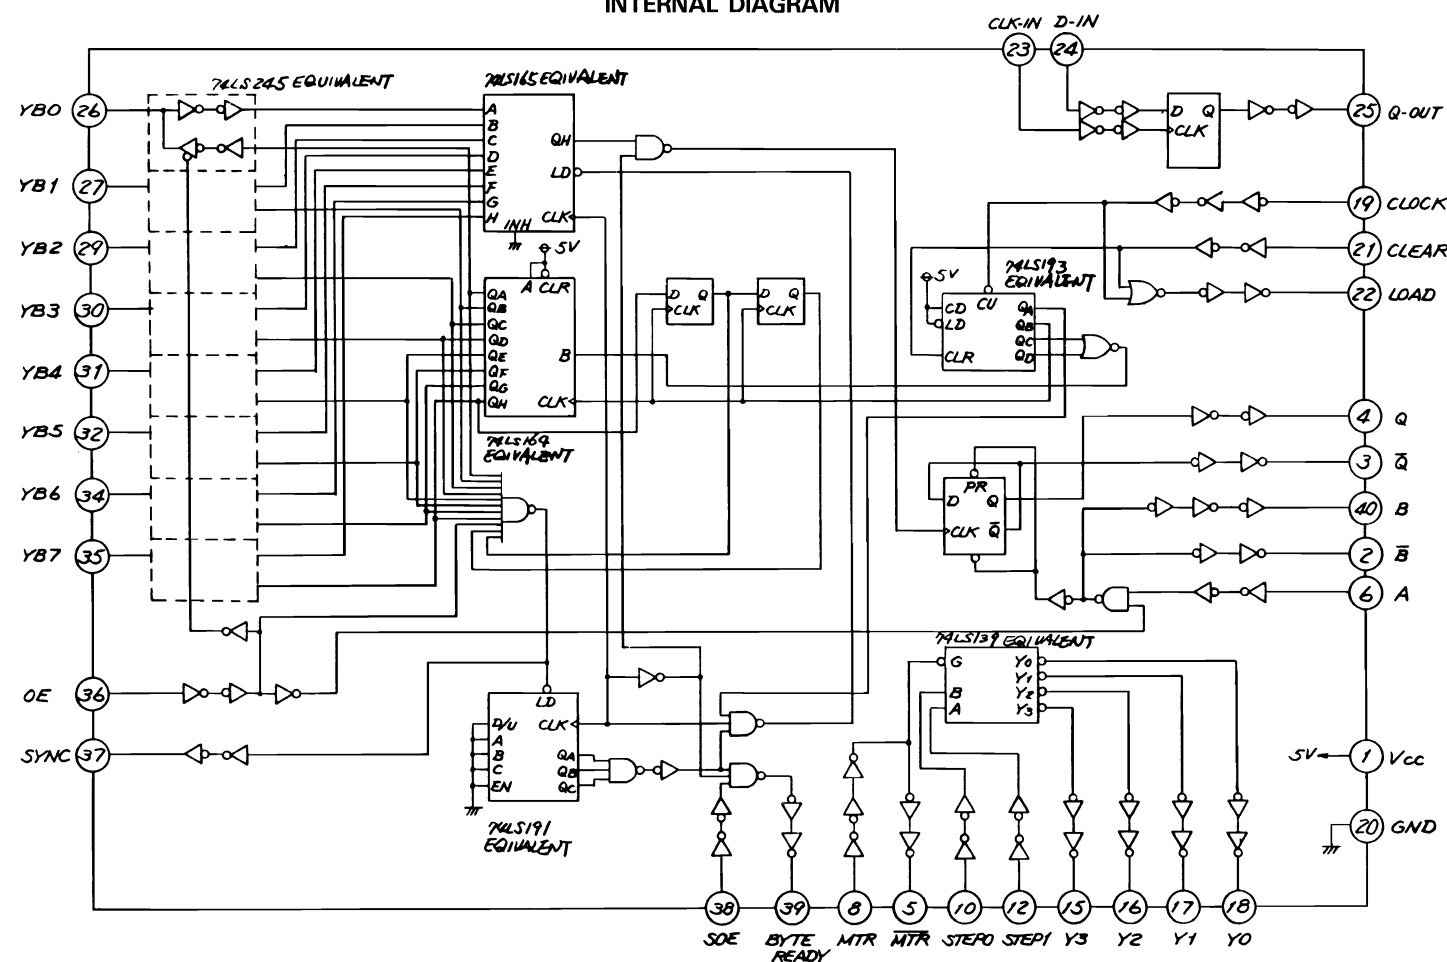 INTERNAL DIAGRAM
CLK-IN D-IN
23 24
74LS245 EQUIVALENT
74LS165 EQIVALENT
YB0 26
A
B
C
D
E
F
G
H
QH
LD
CLK
INH
D Q
CLK
25 Q-OUT
YB1 27
19 CLOCK
YB2 29
21 CLEAR
5V
A CLR
QA
QB
QC
QD
QE
QF
QG
QH
B
CLK
74LS164
EQIVALENT
D Q
CLK
D Q
CLK
5V
74LS193
EQUIVALENT
CU
CD
LD
CLR
QA
QB
QC
QD
22 LOAD
YB3 30
YB4 31
YB5 32
YB6 34
YB7 35
4 Q
3 Q̅
PR
D Q
CLK Q̅
40 B
2 B̅
6 A
74LS139 EQUIVALENT
G
B
A
Y0
Y1
Y2
Y3
OE 36
SYNC 37
LD
D/U
A
B
C
EN
CLK
QA
QB
QC
74LS191
EQUIVALENT
5V 1 Vcc
20 GND
38 39 8 5 10 12 15 16 17 18
SOE BYTE READY MTR M̅T̅R̅ STEP0 STEP1 Y3 Y2 Y1 Y0